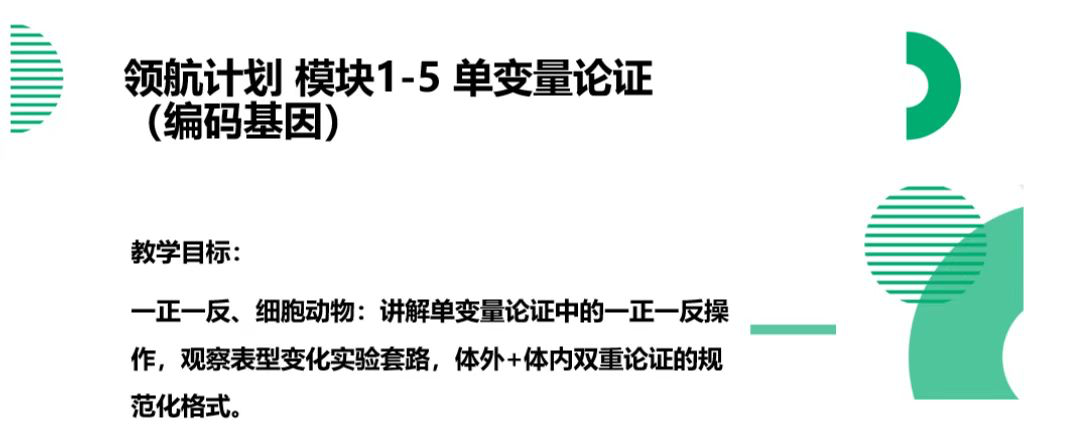 领航计划 模块1-5 单变量论证
（编码基因）
教学目标：
一正一反、细胞动物：讲解单变量论证中的一正一反操
作，观察表型变化实验套路，体外+体内双重论证的规
范化格式。